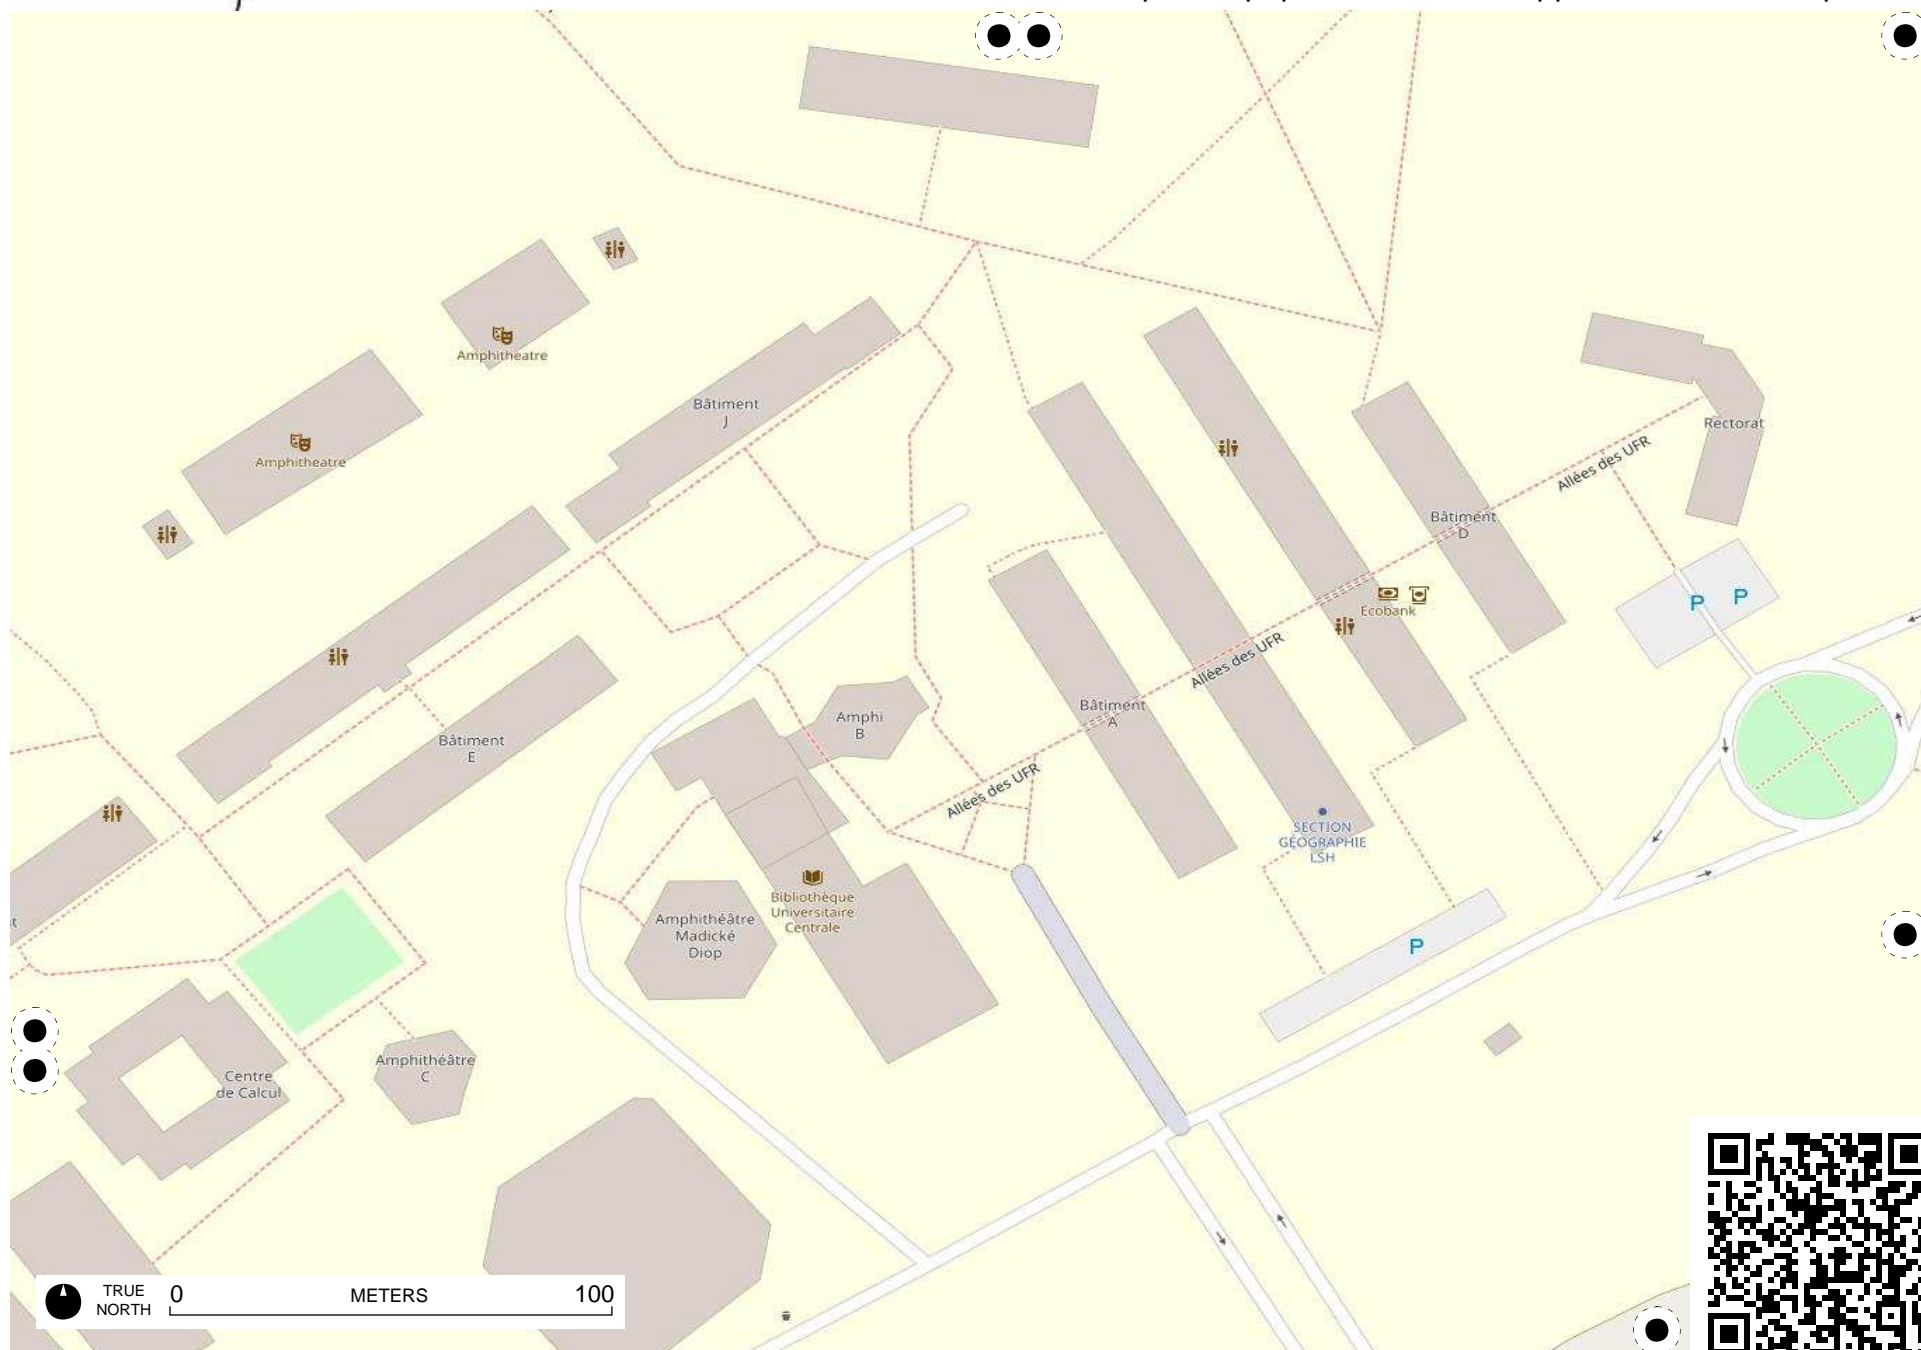 Amphitheatre
Bâtiment
J
Amphitheatre
Rectorat
Allées des UFR
Bâtiment
D
Ecobank
Allées des UFR
Bâtiment
A
Amphi
B
Bâtiment
E
P
P
Allées des UFR
SECTION
GÉOGRAPHIE
LSH
Bibliothèque
Universitaire
Centrale
Amphithéâtre
Madické
Diop
P
t
Amphithéâtre
C
Centre
de Calcul
TRUE
NORTH
0 METERS 100